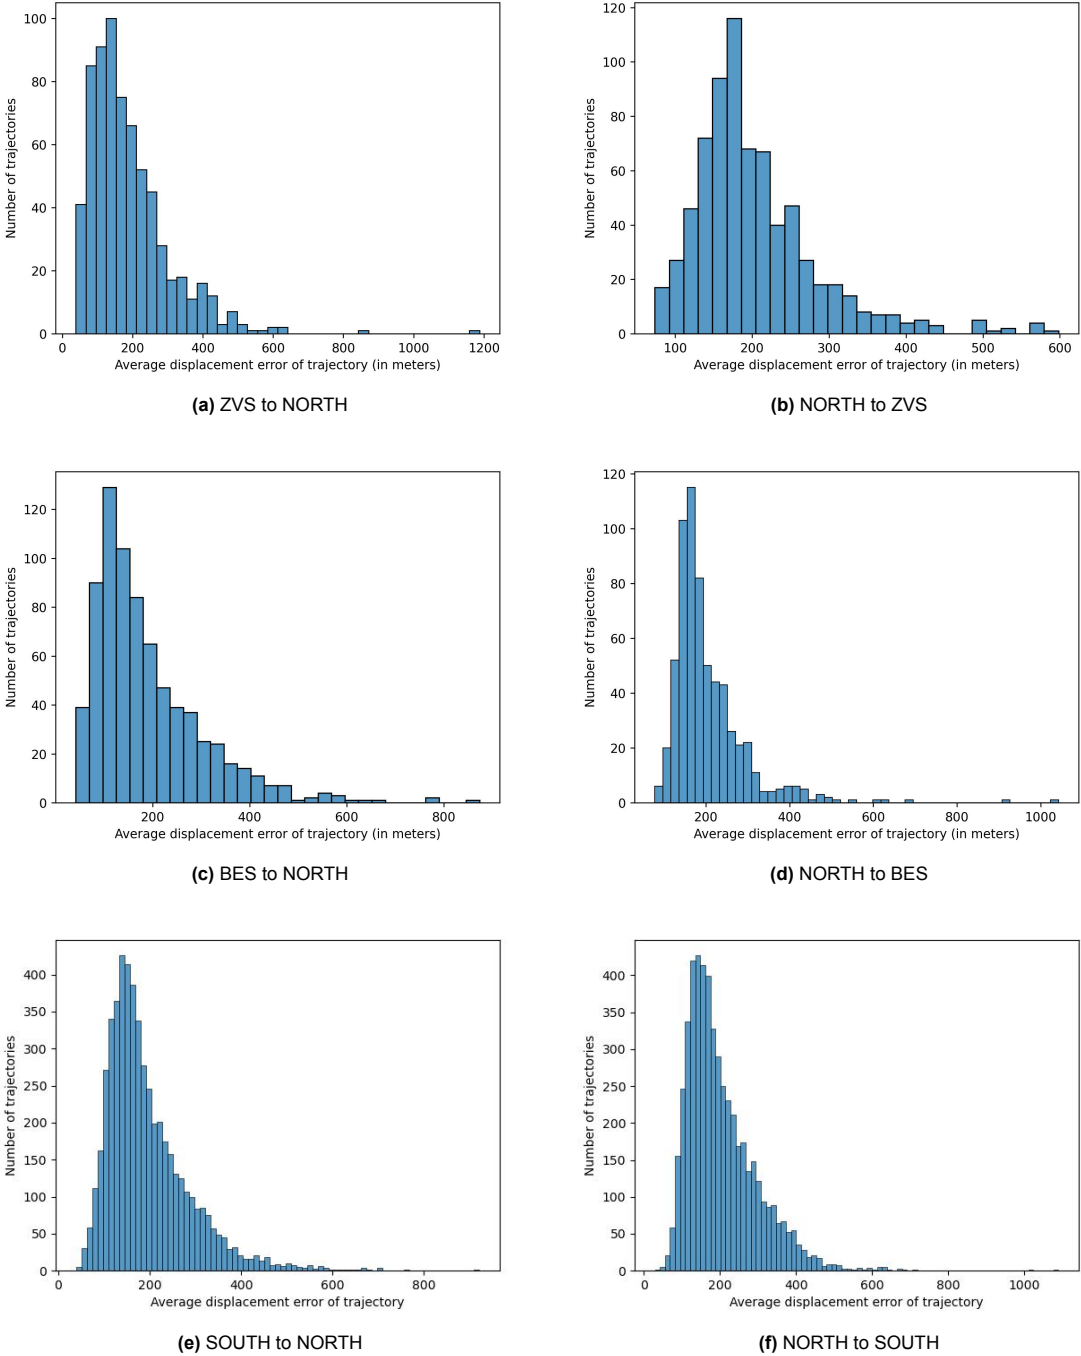 100
80
60
40
20
0
Number of trajectories
0 200 400 600 800 1000 1200
Average displacement error of trajectory (in meters)
(a) ZVS to NORTH
120
100
80
60
40
20
0
Number of trajectories
100 200 300 400 500 600
Average displacement error of trajectory (in meters)
(b) NORTH to ZVS
120
100
80
60
40
20
0
Number of trajectories
200 400 600 800
Average displacement error of trajectory (in meters)
(c) BES to NORTH
120
100
80
60
40
20
0
Number of trajectories
200 400 600 800 1000
Average displacement error of trajectory (in meters)
(d) NORTH to BES
400
350
300
250
200
150
100
50
0
Number of trajectories
0 200 400 600 800
Average displacement error of trajectory
(e) SOUTH to NORTH
400
350
300
250
200
150
100
50
0
Number of trajectories
0 200 400 600 800 1000
Average displacement error of trajectory
(f) NORTH to SOUTH